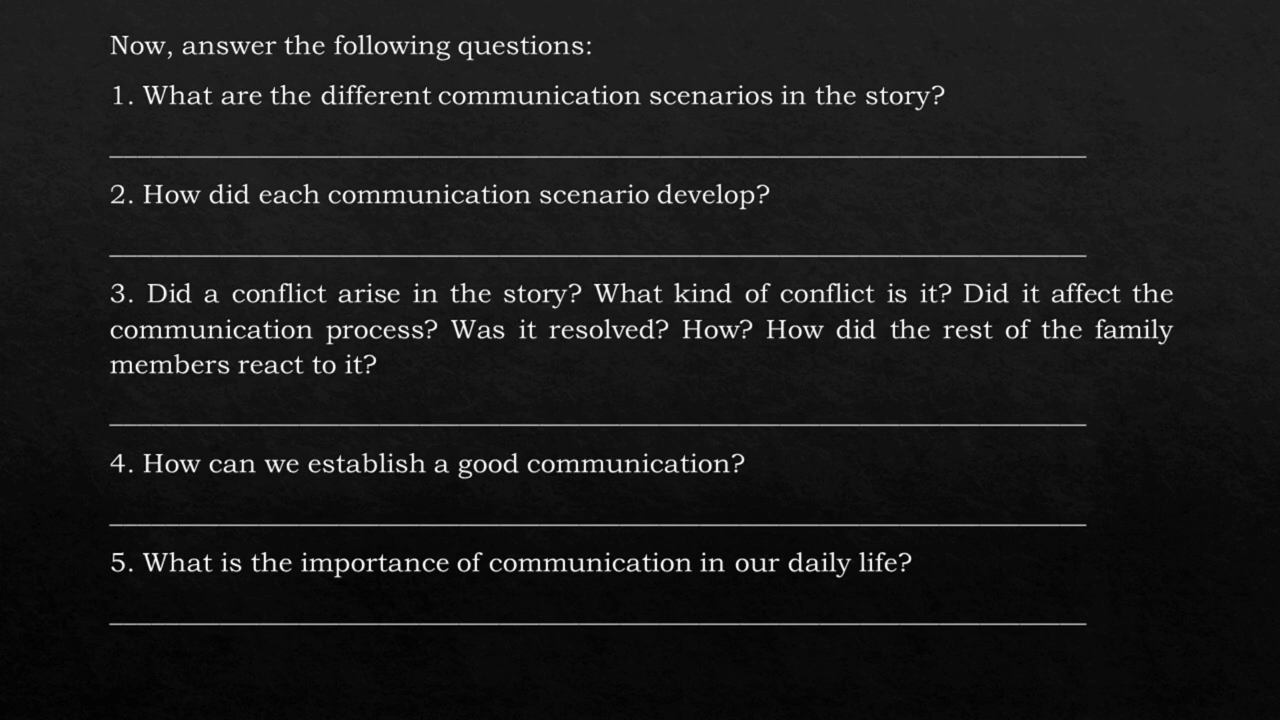 Now, answer the following questions:
1. What are the different communication scenarios in the story?
2. How did each communication scenario develop?
3. Did a conflict arise in the story? What kind of conflict is it? Did it affect the
communication process? Was it resolved? How? How did the rest of the family
members react to it?
4. How can we establish a good communication?
5. What is the importance of communication in our daily life?